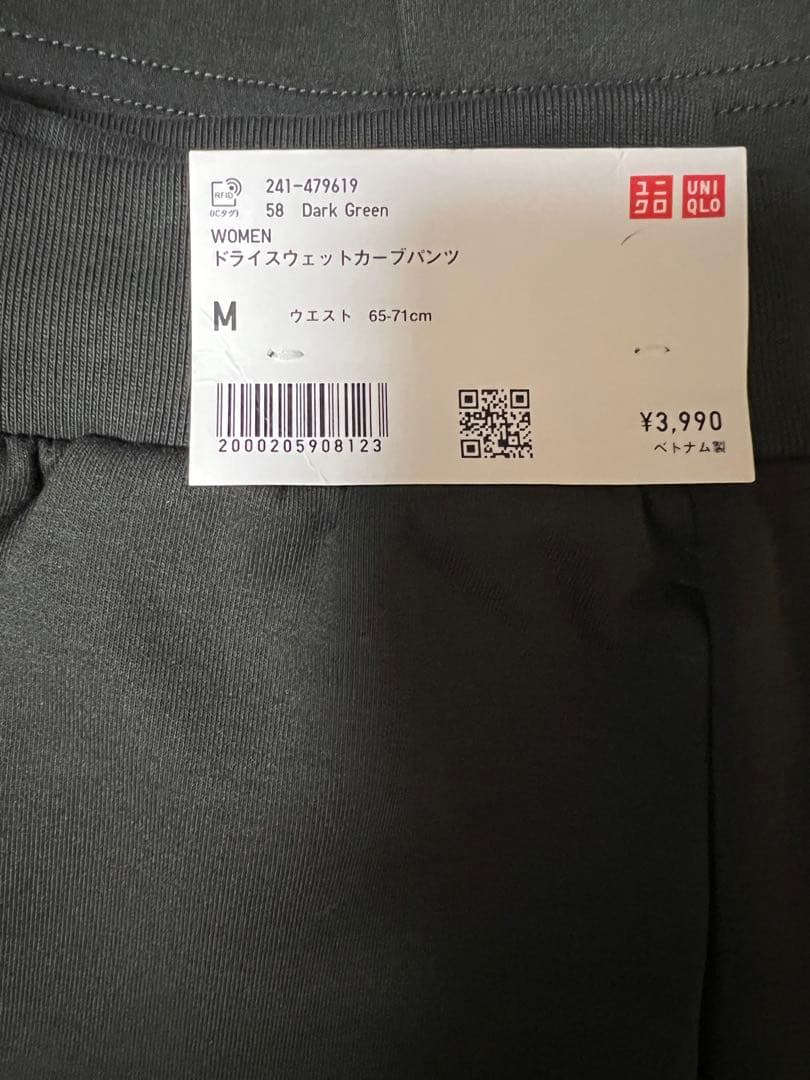 RFID
(ICタグ)
241-479619
58 Dark Green
ユニ
クロ
UNI
QLO
WOMEN
ドライスウェットカーブパンツ
M ウエスト 65-71cm
2000205908123
¥3,990
ベトナム製